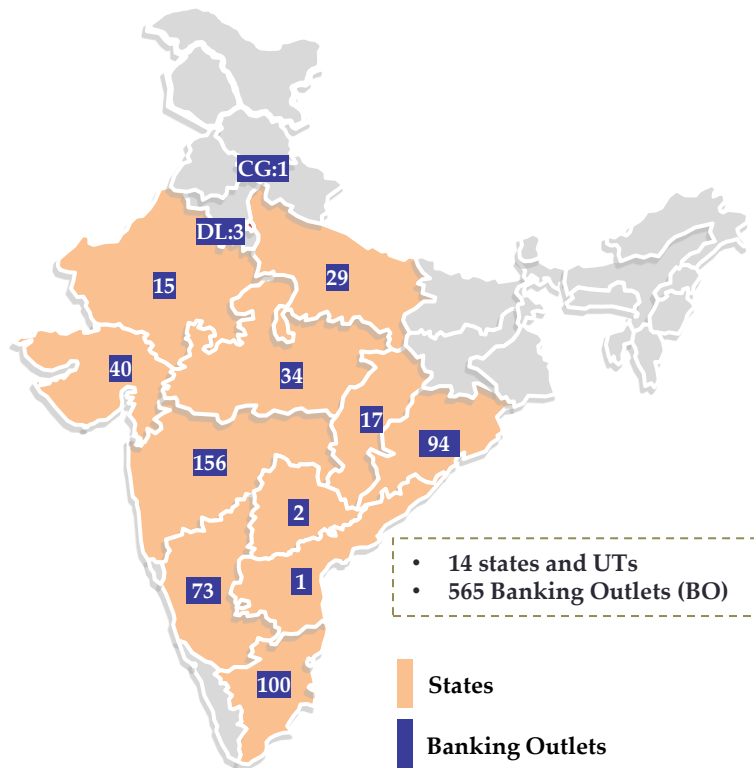 CG:1
DL:3
15
29
40
34
17
94
156
2
1
73
100
• 14 states and UTs
• 565 Banking Outlets (BO)
States
Banking Outlets